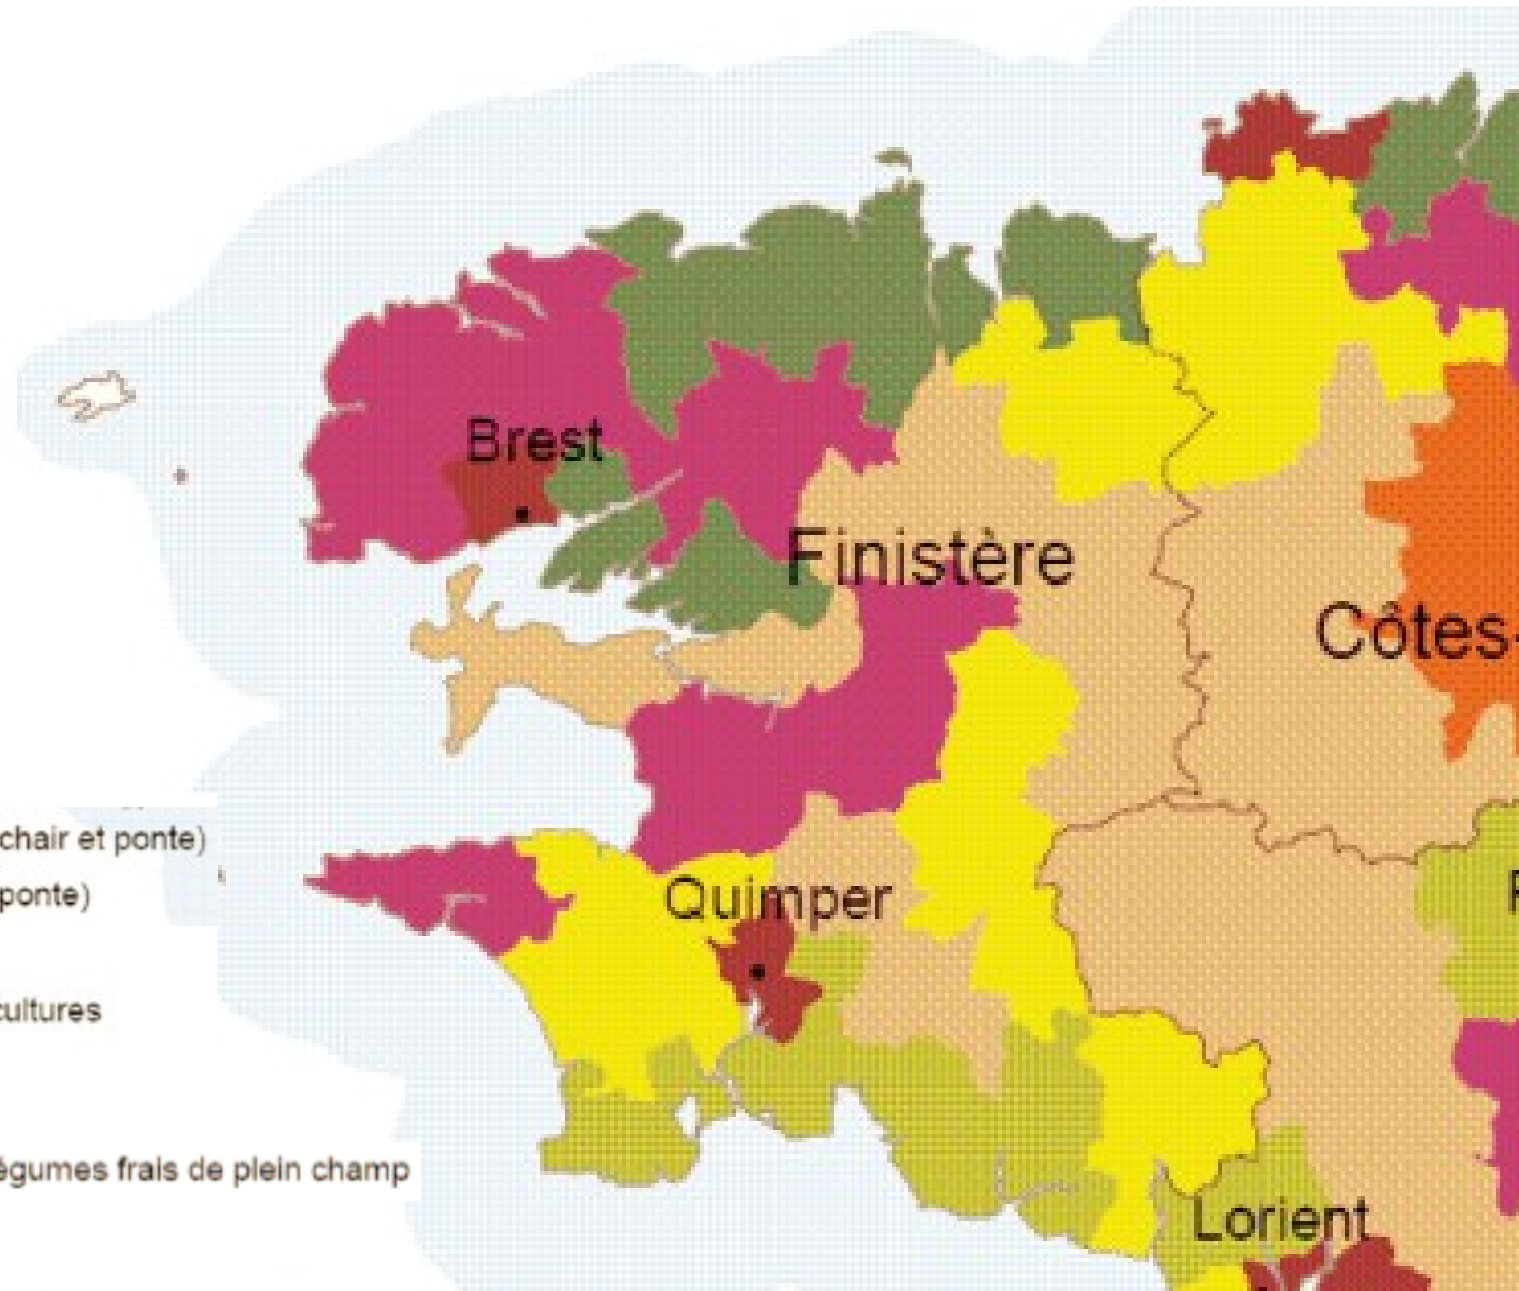 Brest
Finistère
Côtes-
chair et ponte)
ponte)
Quimper
cultures
égumes frais de plein champ
Lorient